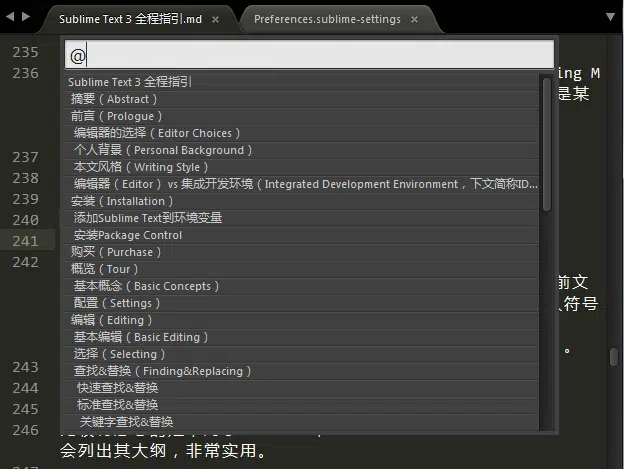 Sublime Text 3 全程指引.md ×
Preferences.sublime-settings ×
@
235
236
ing M
是某
Sublime Text 3 全程指引
摘要（Abstract）
前言（Prologue）
编辑器的选择（Editor Choices）
个人背景（Personal Background）
本文风格（Writing Style）
编辑器（Editor） vs 集成开发环境（Integrated Development Environment，下文简称ID...
安装（Installation）
添加Sublime Text到环境变量
安装Package Control
购买（Purchase）
概览（Tour）
基本概念（Basic Concepts）
配置（Settings）
编辑（Editing）
基本编辑（Basic Editing）
选择（Selecting）
查找&替换（Finding&Replacing）
快速查找&替换
标准查找&替换
关键字查找&替换
237
238
239
240
241
242
前文
符号
。
243
244
245
246
会列出其大纲，非常实用。